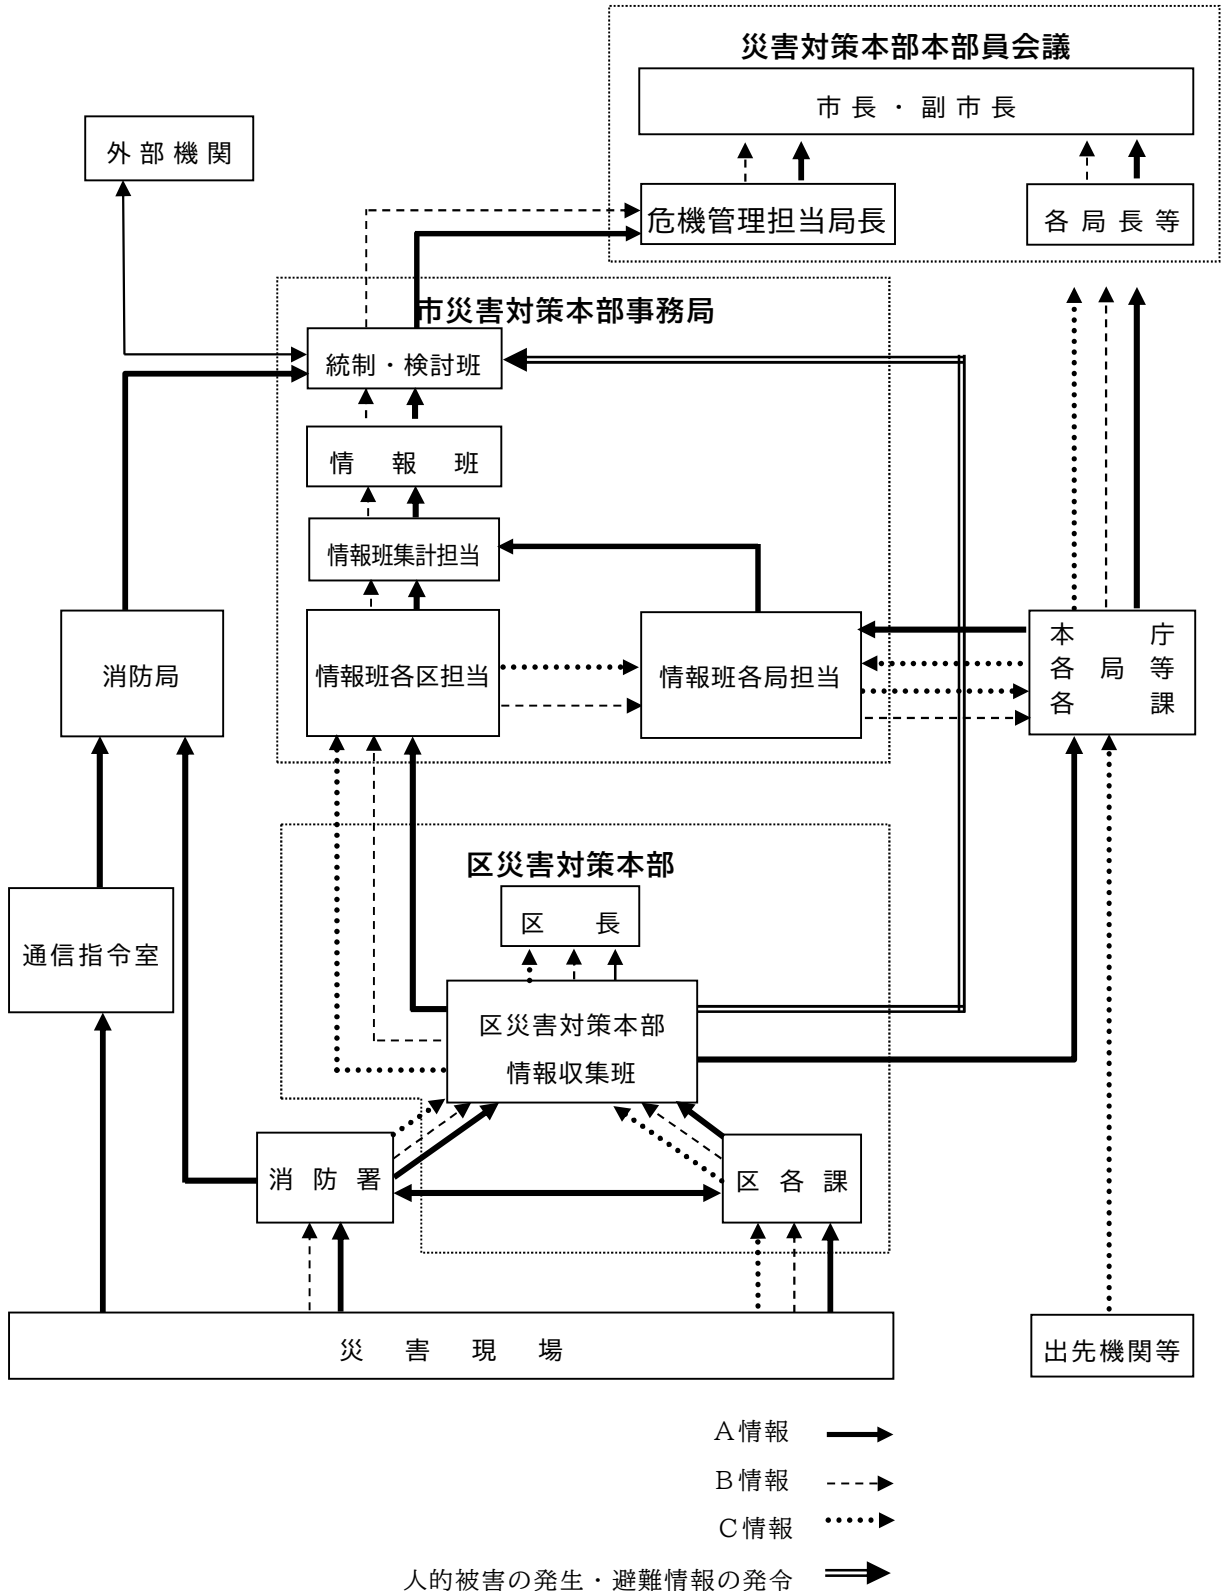 災害対策本部本部員会議
市長・副市長
外部機関
危機管理担当局長
各局長等
市災害対策本部事務局
統制・検討班
情報班
情報班集計担当
消防局
情報班各区担当
情報班各局担当
本庁
各局等
各課
区災害対策本部
区長
通信指令室
区災害対策本部
情報収集班
消防署
区各課
災害現場
出先機関等
A情報
B情報
C情報
人的被害の発生・避難情報の発令